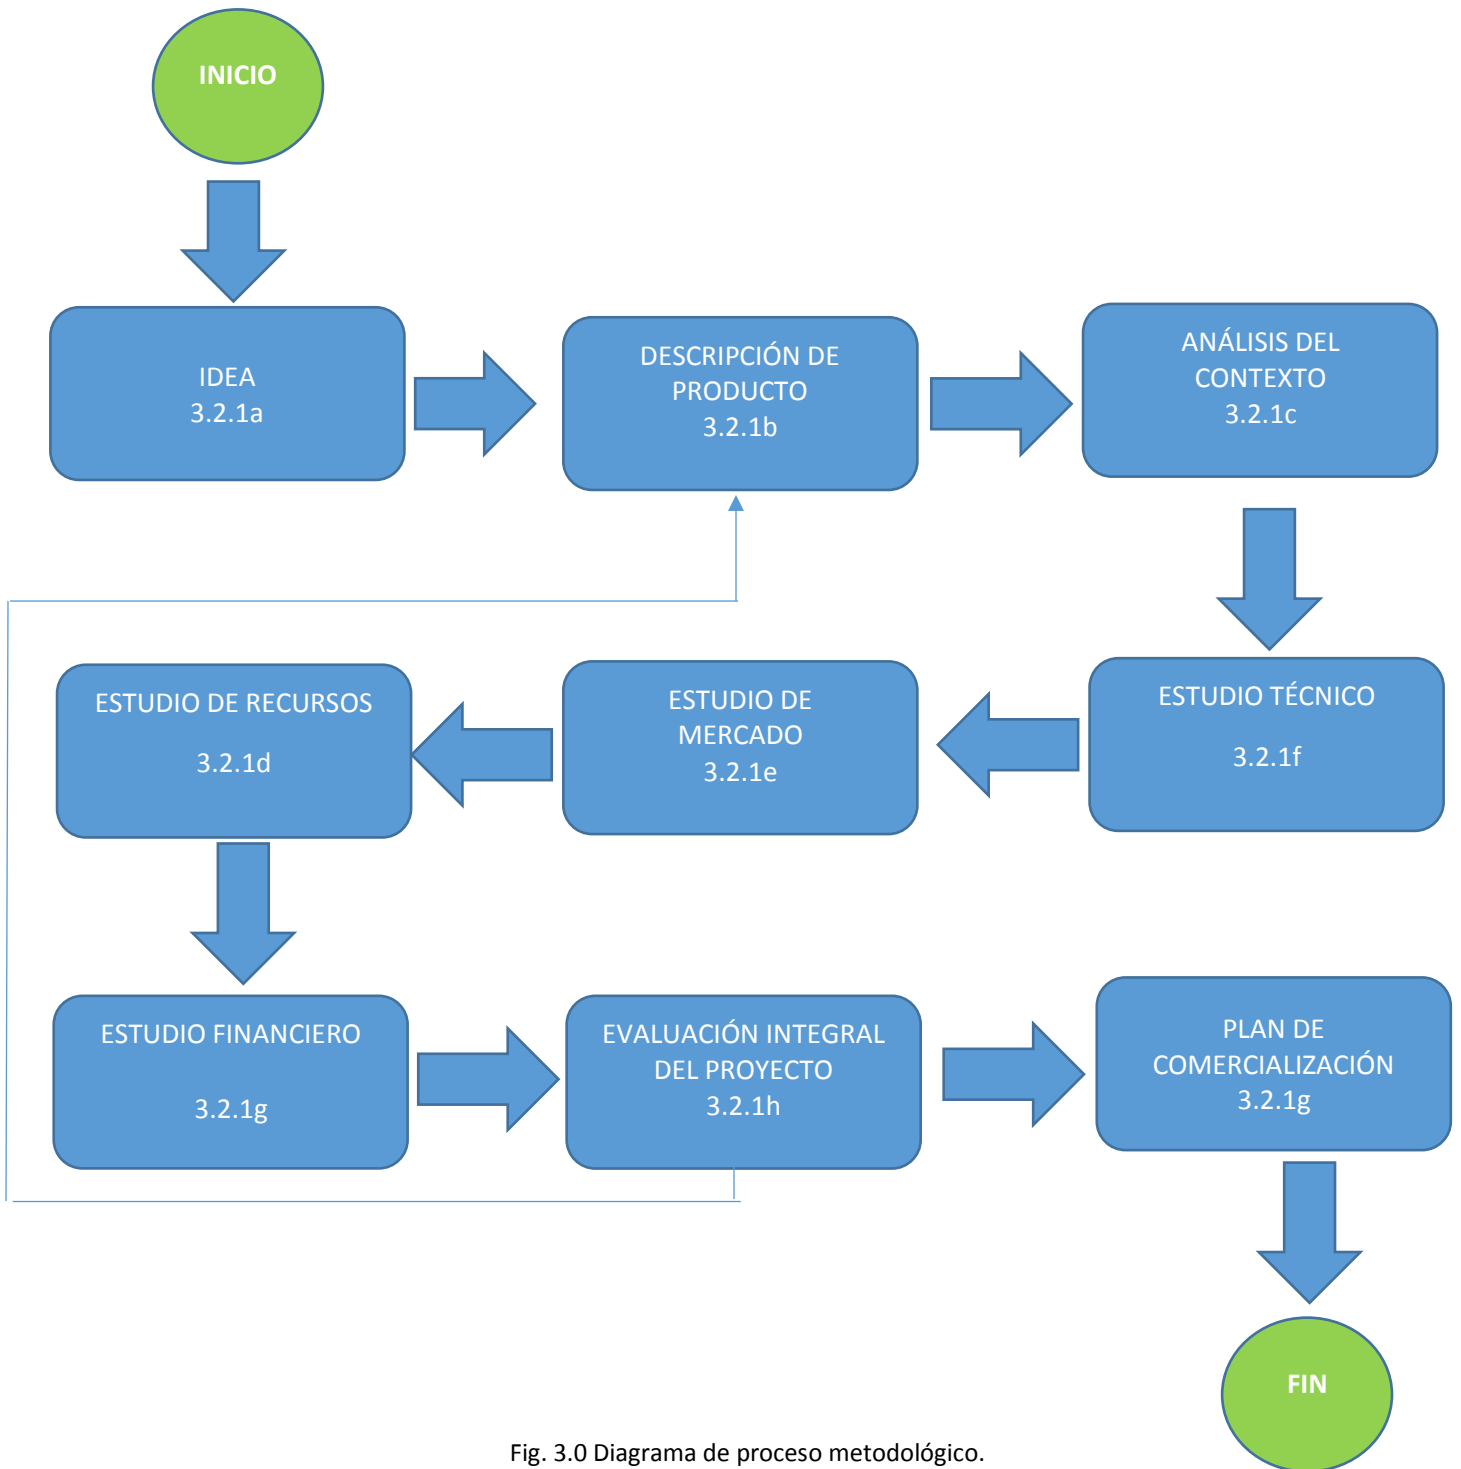 INICIO
IDEA
3.2.1a
DESCRIPCIÓN DE
PRODUCTO
3.2.1b
ANÁLISIS DEL
CONTEXTO
3.2.1c
ESTUDIO DE RECURSOS
3.2.1d
ESTUDIO DE
MERCADO
3.2.1e
ESTUDIO TÉCNICO
3.2.1f
ESTUDIO FINANCIERO
3.2.1g
EVALUACIÓN INTEGRAL
DEL PROYECTO
3.2.1h
PLAN DE
COMERCIALIZACIÓN
3.2.1g
FIN
Fig. 3.0 Diagrama de proceso metodológico.